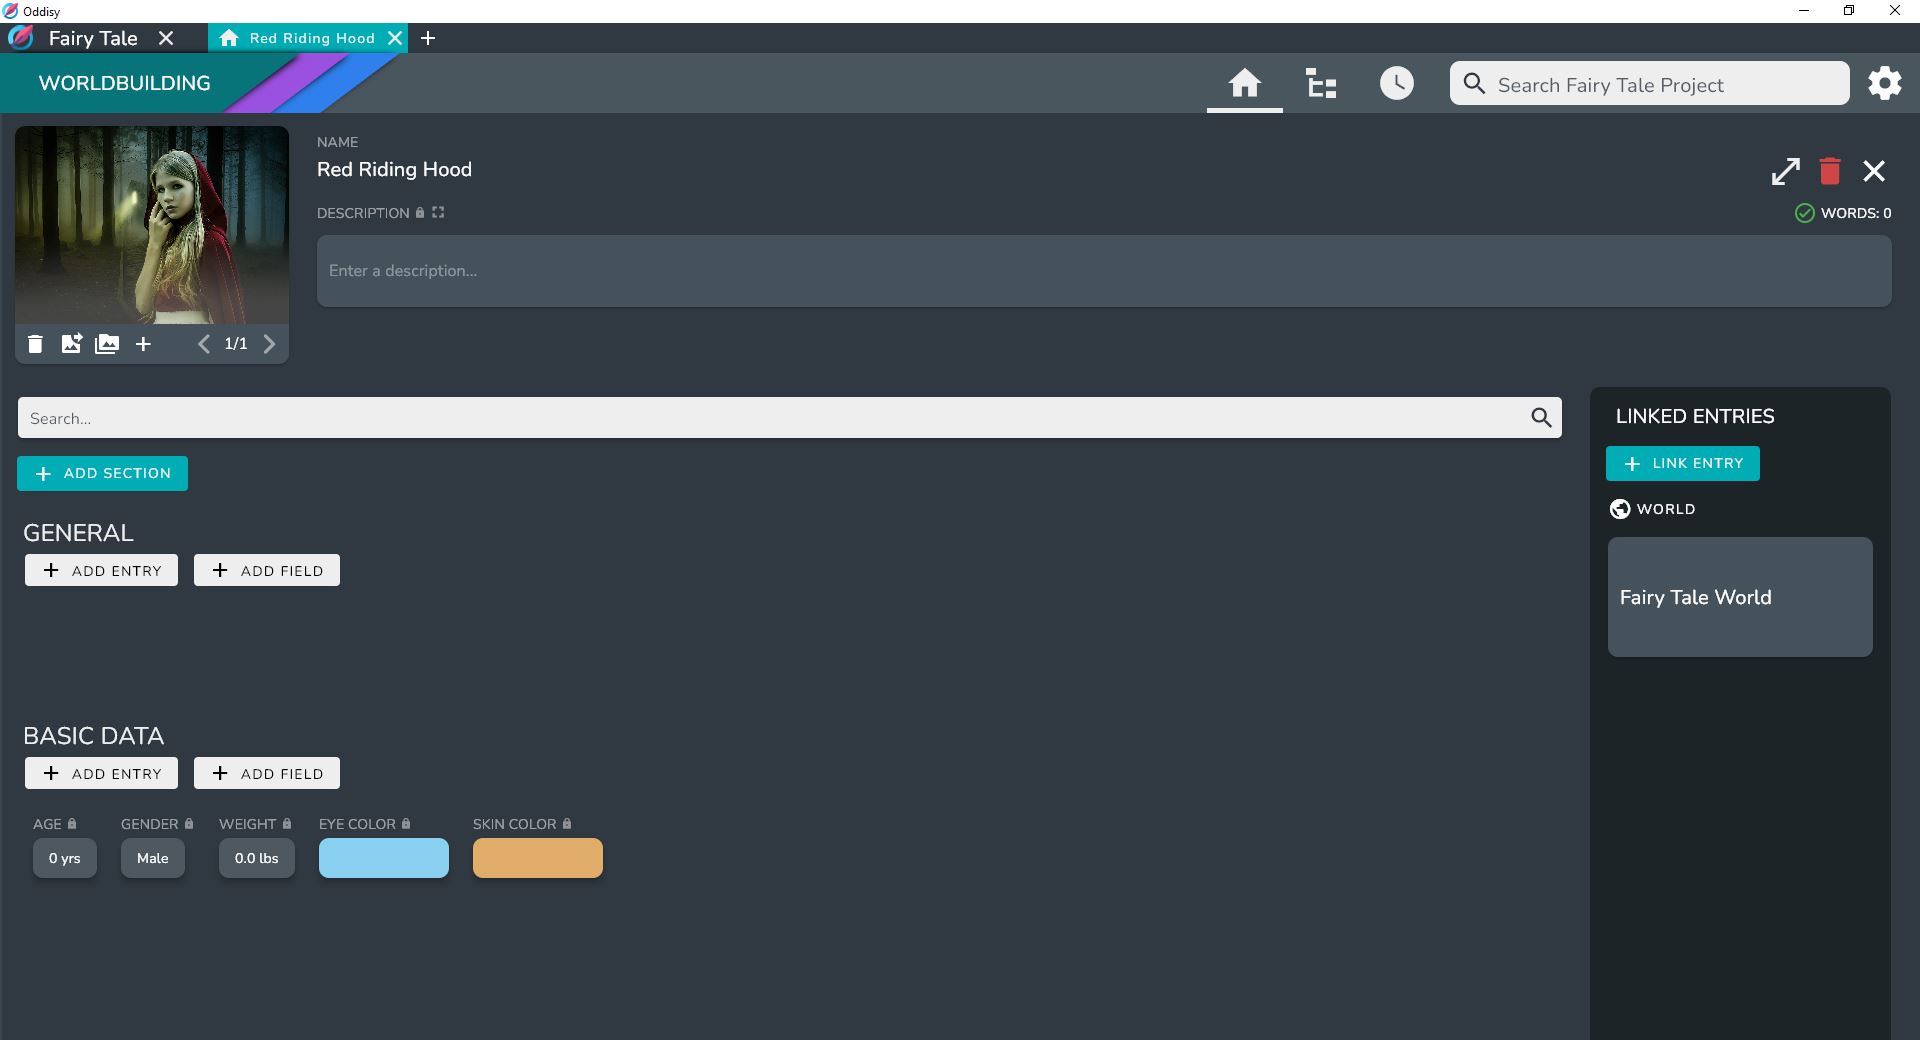 Oddisy
Fairy Tale
Red Riding Hood
WORLDBUILDING
Search Fairy Tale Project
NAME
Red Riding Hood
DESCRIPTION
WORDS: 0
Enter a description...
1/1
Search...
ADD SECTION
GENERAL
ADD ENTRY
ADD FIELD
BASIC DATA
ADD ENTRY
ADD FIELD
AGE
GENDER
WEIGHT
EYE COLOR
SKIN COLOR
0 yrs
Male
0.0 lbs
LINKED ENTRIES
LINK ENTRY
WORLD
Fairy Tale World